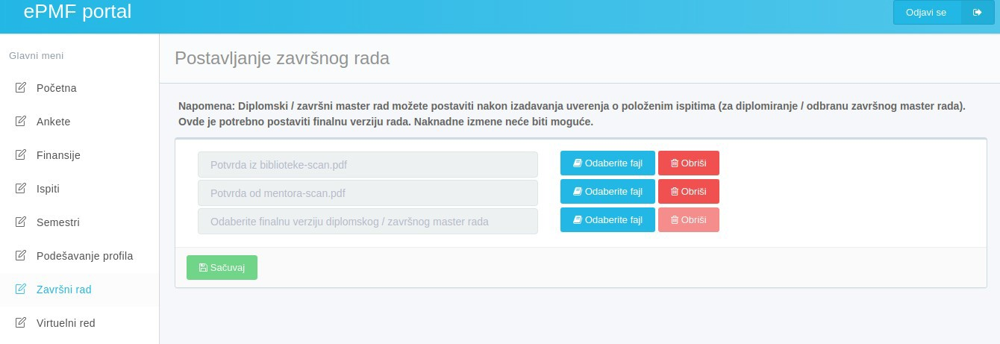 ePMF portal
Odjavi se
Glavni meni
Početna
Ankete
Finansije
Ispiti
Semestri
Podešavanje profila
Završni rad
Virtuelni red
Postavljanje završnog rada
Napomena: Diplomski / završni master rad možete postaviti nakon izadavanja uverenja o položenim ispitima (za diplomiranje / odbranu završnog master rada).
Ovde je potrebno postaviti finalnu verziju rada. Naknadne izmene neće biti moguće.
Potvrda iz biblioteke-scan.pdf Odaberite fajl Obriši
Potvrda od mentora-scan.pdf Odaberite fajl Obriši
Odaberite finalnu verziju diplomskog / završnog master rada Odaberite fajl Obriši
Sačuvaj